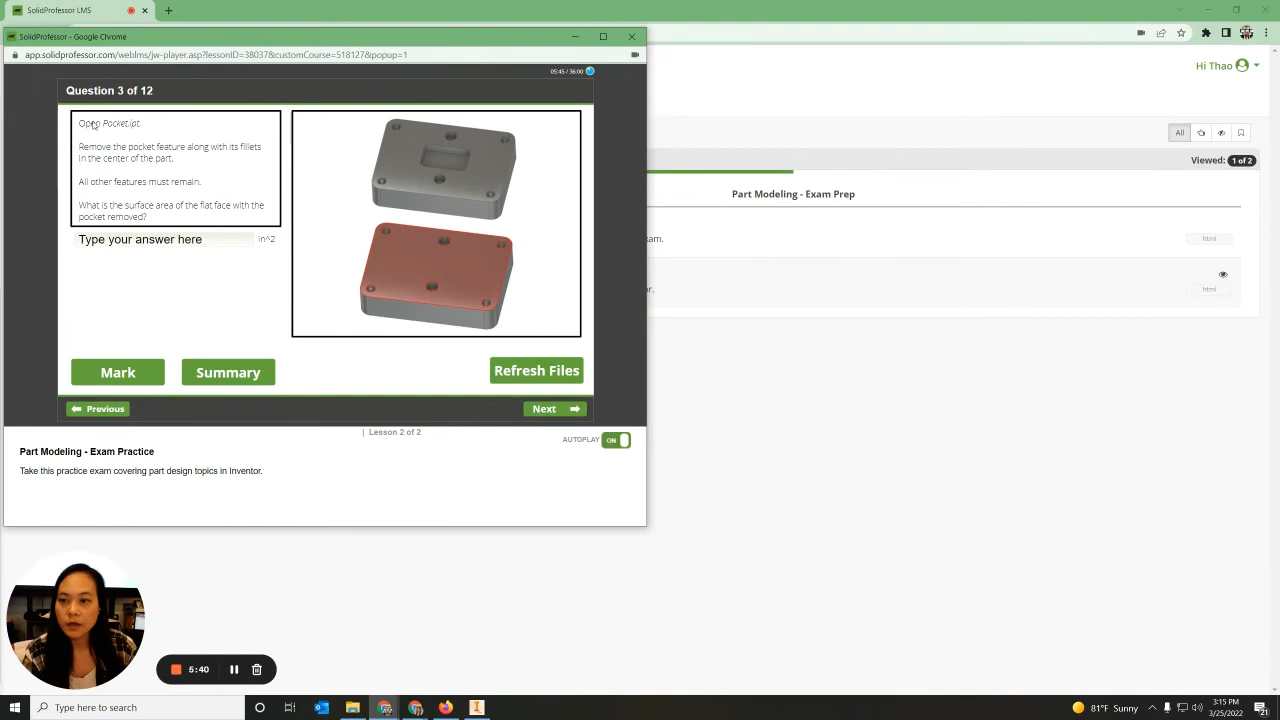 SolidProfessor LMS
SolidProfessor - Google Chrome
app.solidprofessor.com/weblms/jw-player.asp?lessonID=38037&customCourse=518127&popup=1
05:45 / 36:00
Question 3 of 12
Open Pocket.ipt.
Remove the pocket feature along with its fillets
in the center of the part.
All other features must remain.
What is the surface area of the flat face with the
pocket removed?
Type your answer here in^2
Mark
Summary
Refresh Files
Previous
Next
| Lesson 2 of 2
AUTOPLAY ON
Part Modeling - Exam Practice
Take this practice exam covering part design topics in Inventor.
Hi Thao
All
Viewed: 1 of 2
Part Modeling - Exam Prep
html
html
5:40
Type here to search
81°F Sunny
3:15 PM
3/25/2022
21